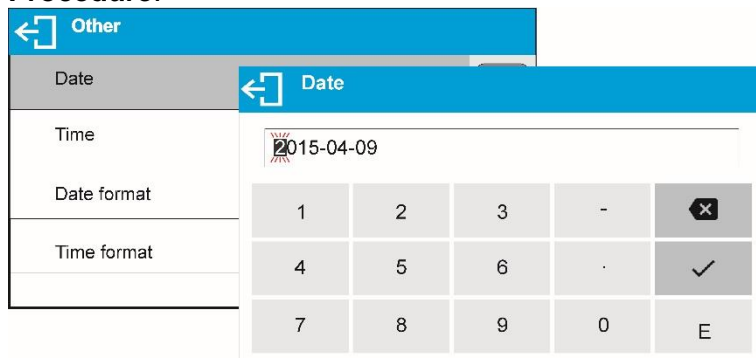 Other
Date
Time
Date format
Time format
Date
2015-04-09
1 2 3 - 
4 5 6 .
7 8 9 0 E